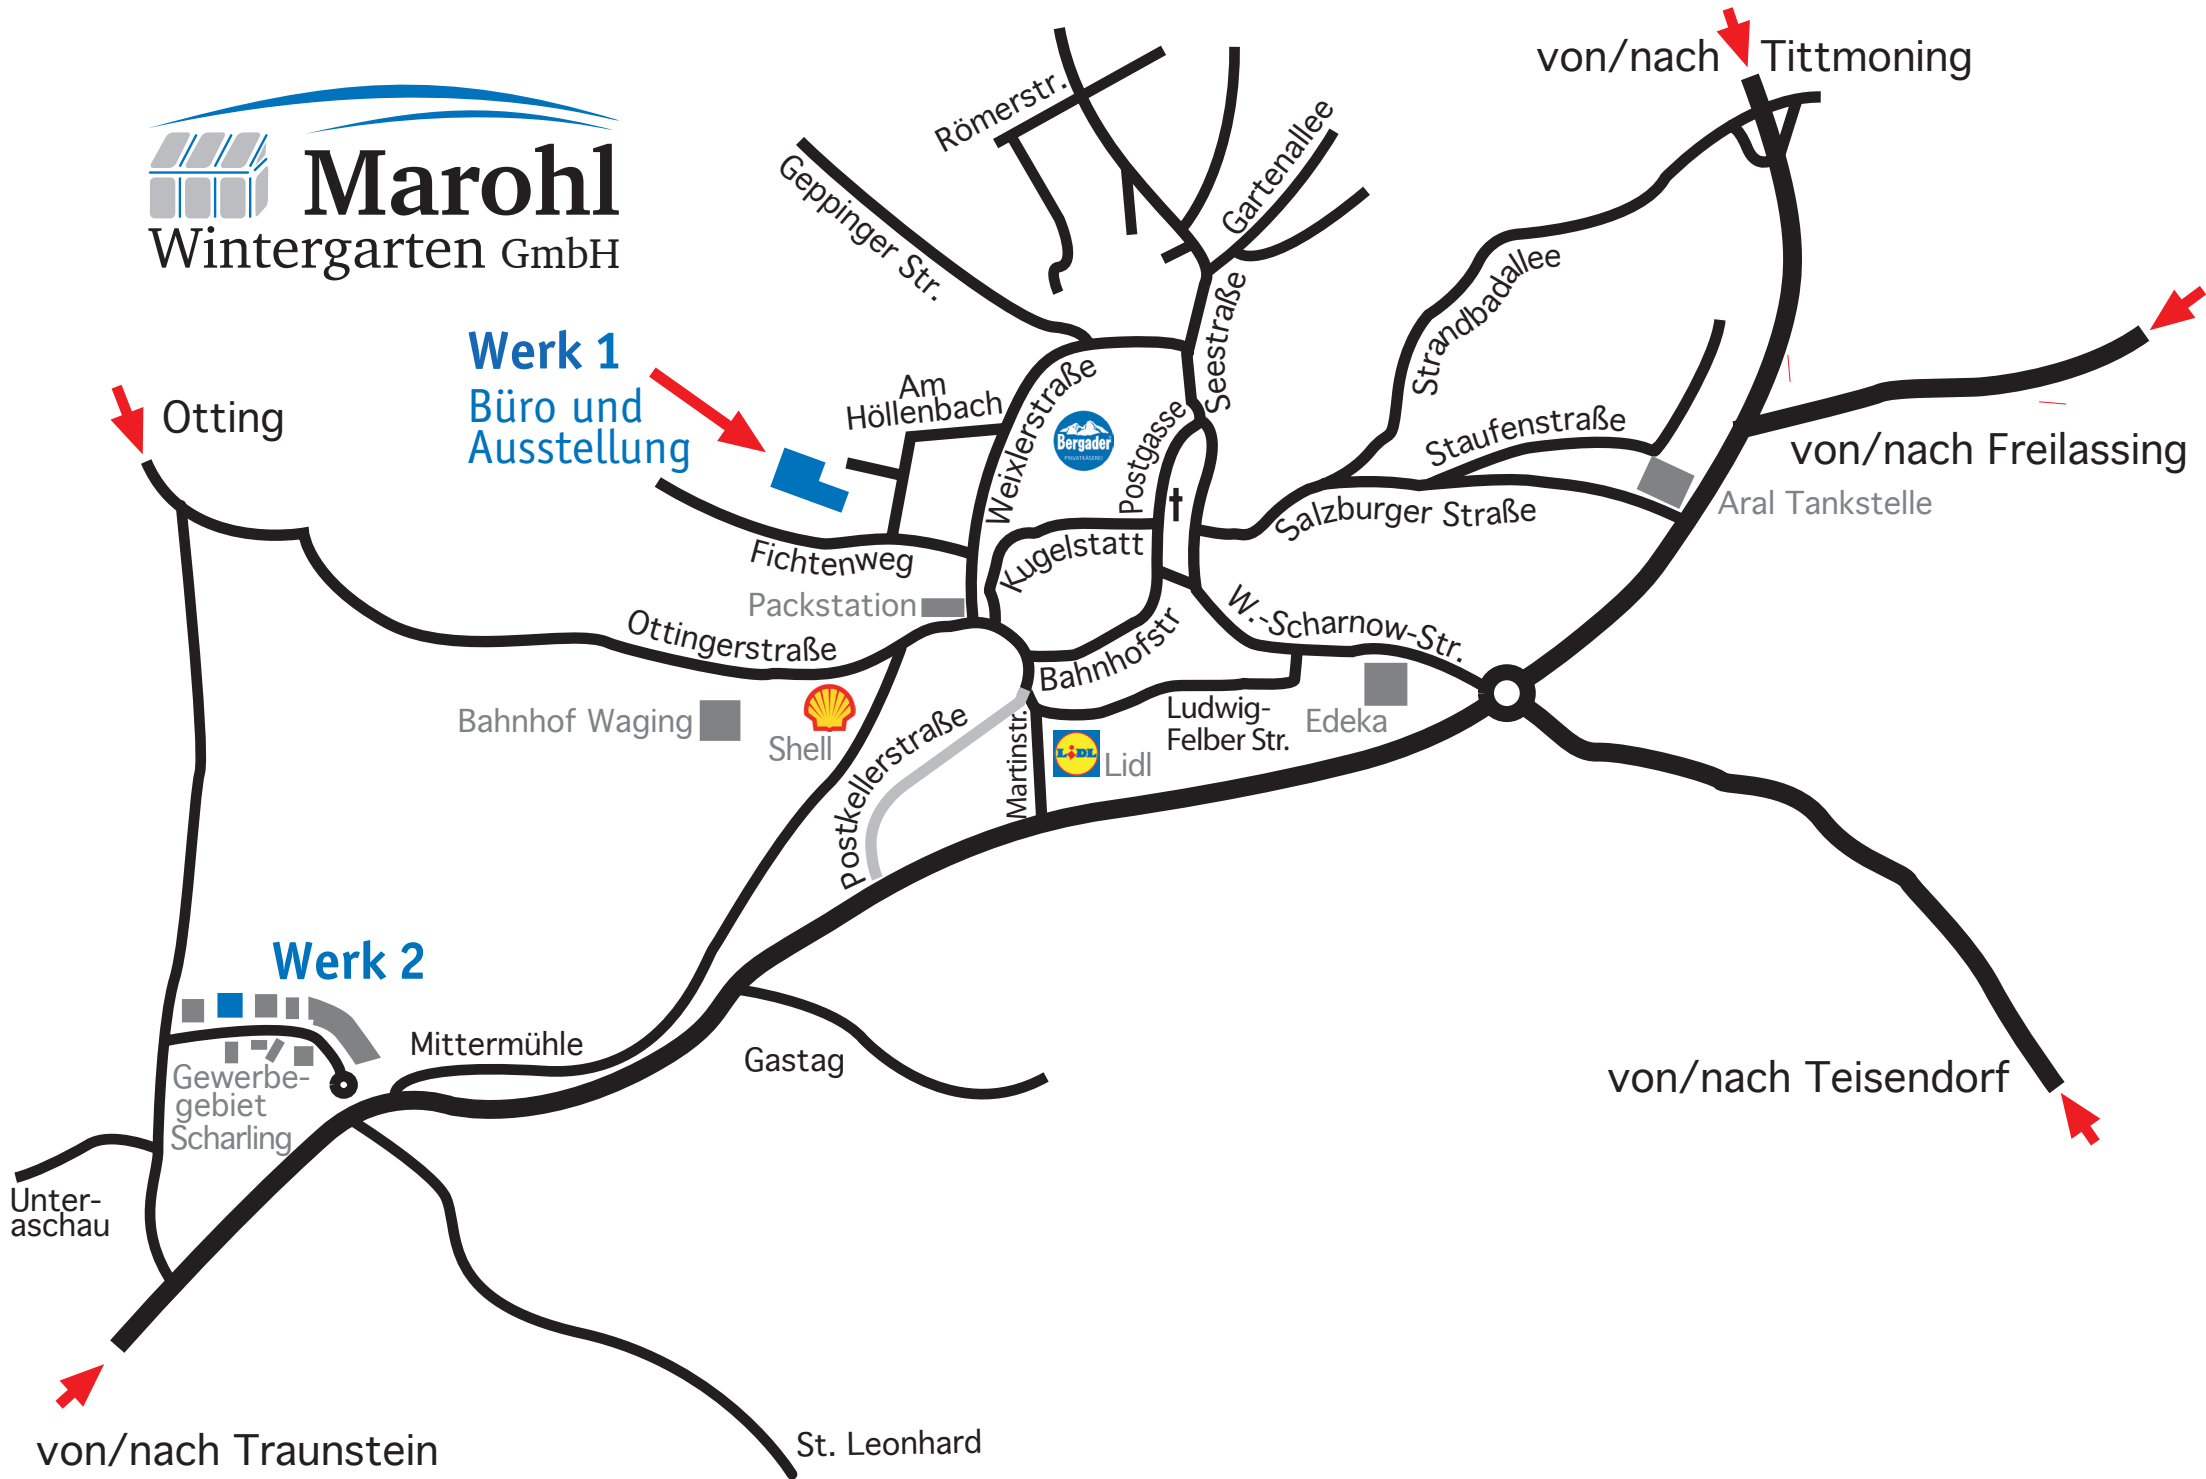 von/nach Tittmoning
Römerstr.
Gartenallee
Geppinger Str.
Marohl
Wintergarten GmbH
Strandbadallee
Seestraße
Werk 1
Büro und
Ausstellung
Am
Höllenbach
Weixlerstraße
Bergader
PRIVATKÄSEREI
Postgasse
Otting
Staufenstraße
von/nach Freilassing
Aral Tankstelle
Salzburger Straße
Kugelstatt
Fichtenweg
Packstation
Ottingerstraße
W.-Scharnow-Str.
Bahnhofstr
Bahnhof Waging
Shell
Postkellerstraße
Martinstr.
LIDL
Lidl
Ludwig-
Felber Str.
Edeka
Werk 2
Mittermühle
Gastag
Gewerbe-
gebiet
Scharling
von/nach Teisendorf
Unter-
aschau
von/nach Traunstein
St. Leonhard